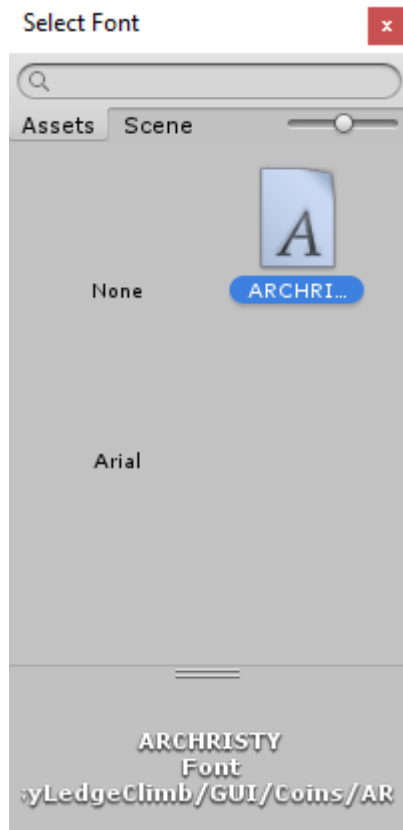 Select Font
x
Assets Scene
None ARCHRI...
Arial
ARCHRISTY
Font
yLedgeClimb/GUI/Coins/AR